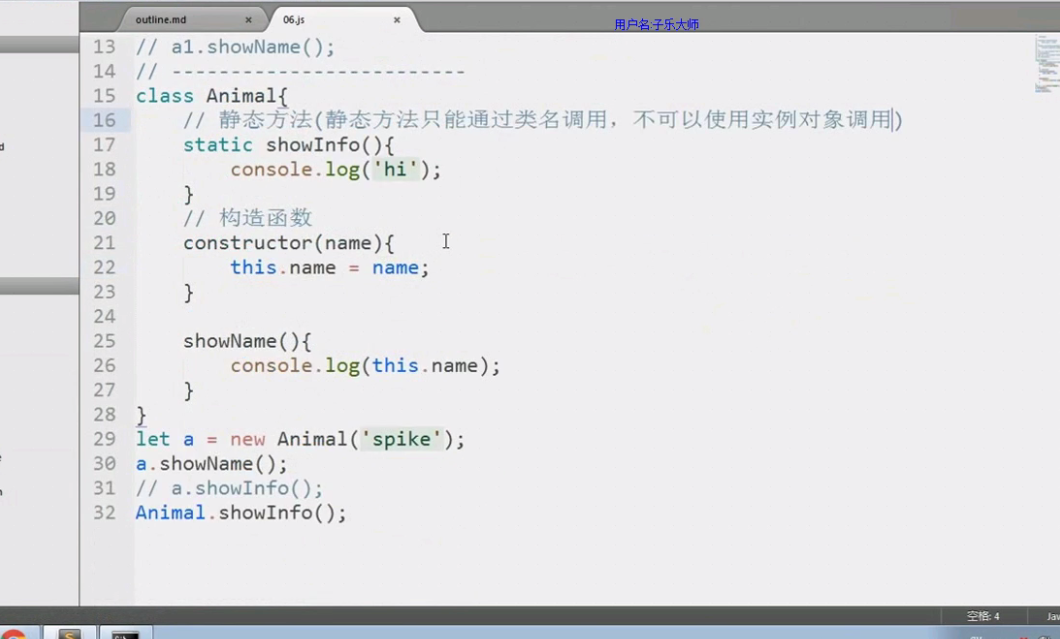 outline.md
06.js
用户名:子乐大师
13 // a1.showName();
14 // -------------------------
15 class Animal{
16 // 静态方法(静态方法只能通过类名调用，不可以使用实例对象调用)
17 static showInfo(){
18 console.log('hi');
19 }
20 // 构造函数
21 constructor(name){
22 this.name = name;
23 }
24
25 showName(){
26 console.log(this.name);
27 }
28 }
29 let a = new Animal('spike');
30 a.showName();
31 // a.showInfo();
32 Animal.showInfo();
空格: 4